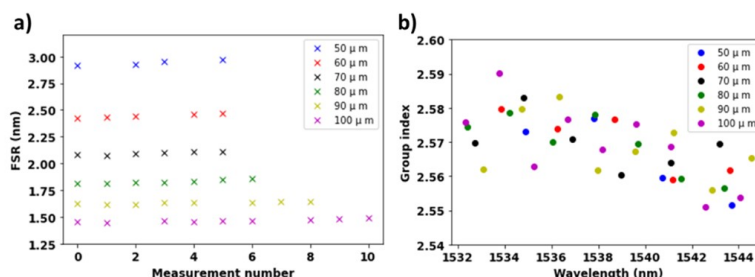 a)
3.00
2.75
2.50
2.25
2.00
1.75
1.50
1.25
FSR (nm)
0 2 4 6 8 10
Measurement number
50 μ m
60 μ m
70 μ m
80 μ m
90 μ m
100 μ m
b)
2.60
2.59
2.58
2.57
2.56
2.55
2.54
Group index
1532 1534 1536 1538 1540 1542 1544
Wavelength (nm)
50 μ m
60 μ m
70 μ m
80 μ m
90 μ m
100 μ m